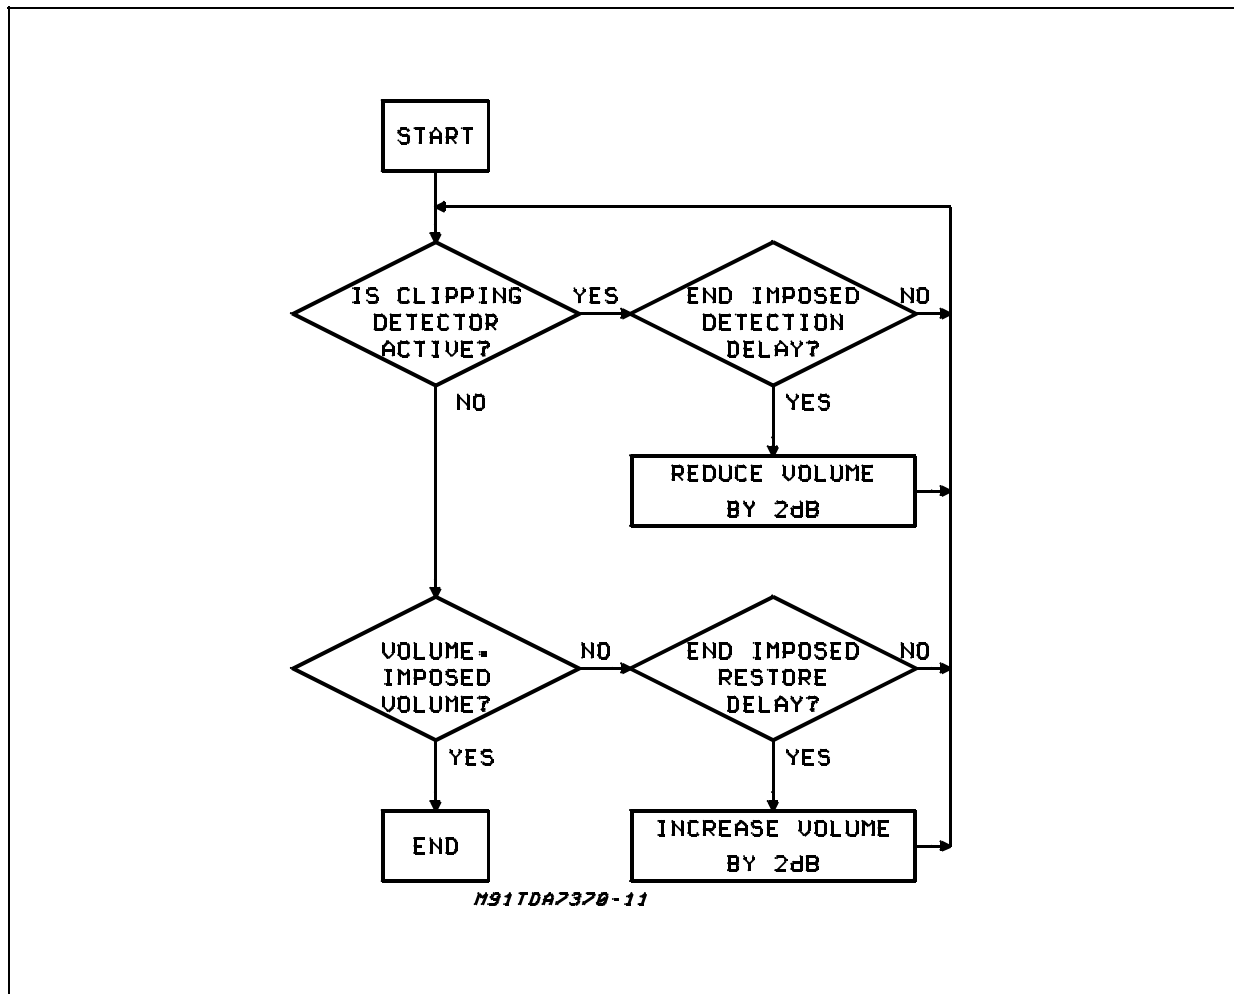 START
IS CLIPPING
DETECTOR
ACTIVE?
YES
END IMPOSED
DETECTION
DELAY?
NO
NO
YES
REDUCE VOLUME
BY 2dB
VOLUME=
IMPOSED
VOLUME?
NO
END IMPOSED
RESTORE
DELAY?
NO
YES
YES
END
INCREASE VOLUME
BY 2dB
M91TDA7370-11